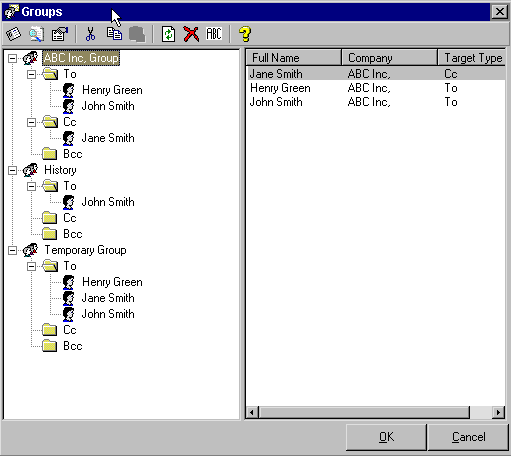 Groups
ABC
?
ABC Inc, Group
To
Henry Green
John Smith
Cc
Jane Smith
Bcc
History
To
John Smith
Cc
Bcc
Temporary Group
To
Henry Green
Jane Smith
John Smith
Cc
Bcc
Full Name Company Target Type
Jane Smith ABC Inc, Cc
Henry Green ABC Inc, To
John Smith ABC Inc, To
OK Cancel